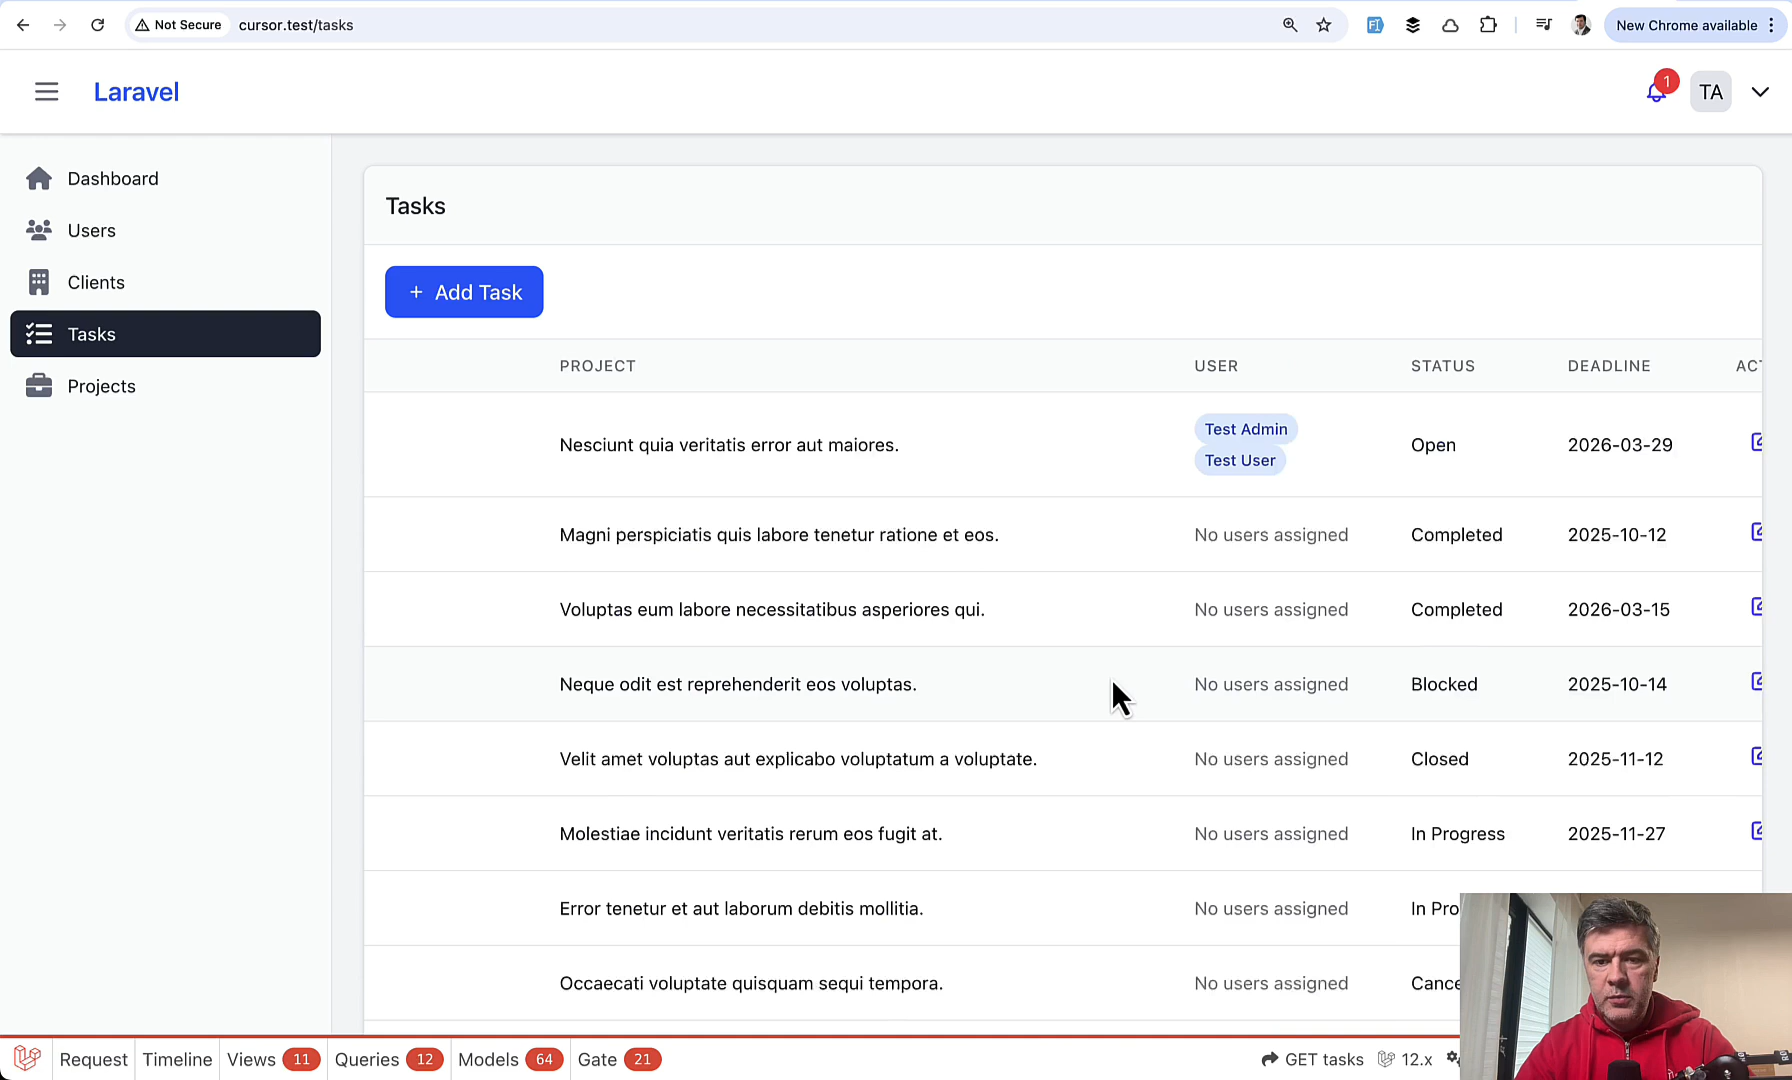 Not Secure cursor.test/tasks New Chrome available
Laravel 1 TA
Dashboard
Users
Clients
Tasks
Projects
Tasks
+ Add Task
PROJECT USER STATUS DEADLINE
Nesciunt quia veritatis error aut maiores. Test Admin Test User Open 2026-03-29
Magni perspiciatis quis labore tenetur ratione et eos. No users assigned Completed 2025-10-12
Voluptas eum labore necessitatibus asperiores qui. No users assigned Completed 2026-03-15
Neque odit est reprehenderit eos voluptas. No users assigned Blocked 2025-10-14
Velit amet voluptas aut explicabo voluptatum a voluptate. No users assigned Closed 2025-11-12
Molestiae incidunt veritatis rerum eos fugit at. No users assigned In Progress 2025-11-27
Error tenetur et aut laborum debitis mollitia. No users assigned In Pro
Occaecati voluptate quisquam sequi tempora. No users assigned Cance
Request Timeline Views 11 Queries 12 Models 64 Gate 21 GET tasks 12.x